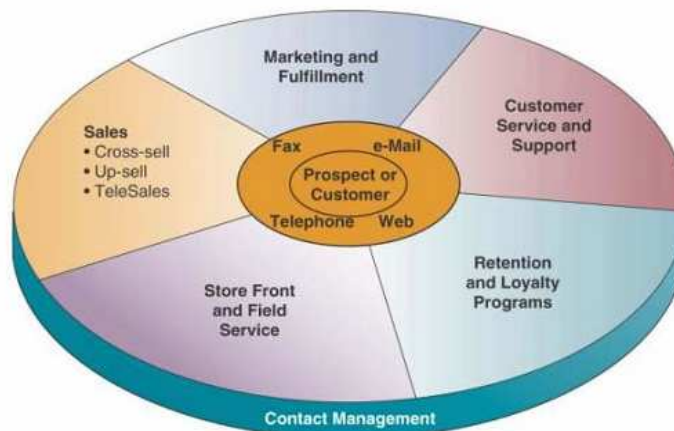 Marketing and
Fulfillment
Customer
Service and
Support
Sales
• Cross-sell
• Up-sell
• TeleSales
Fax e-Mail
Prospect or
Customer
Telephone Web
Retention
and Loyalty
Programs
Store Front
and Field
Service
Contact Management